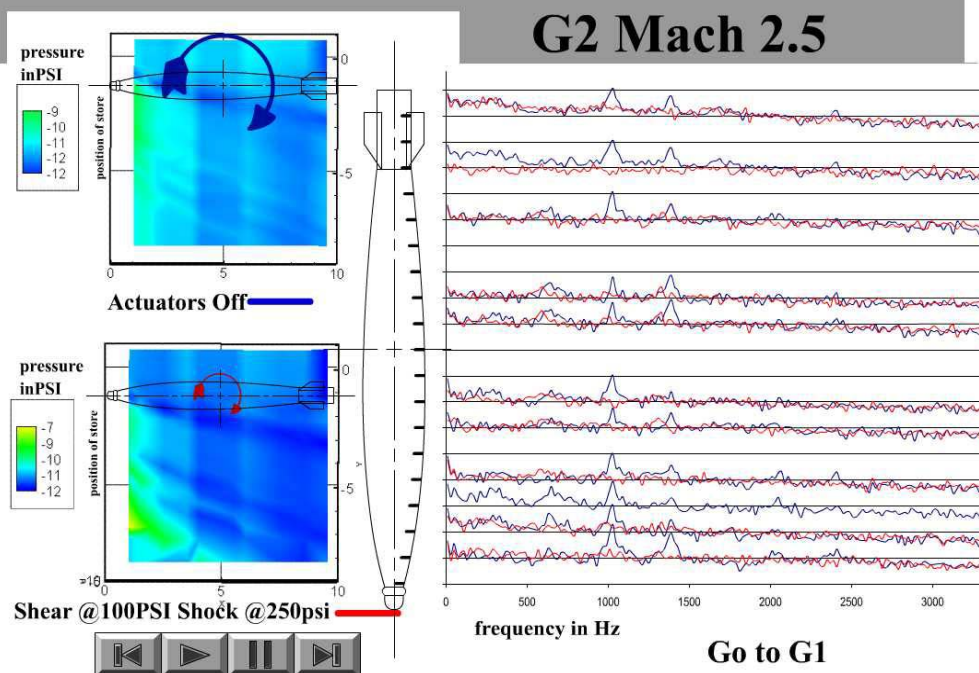 G2 Mach 2.5
pressure
inPSI
-9
-10
-11
-12
-12
position of store
0
-5
0
5
10
Actuators Off
pressure
inPSI
-7
-9
-10
-11
-12
position of store
0
-5
0
5
10
Y
Shear @100PSI Shock @250psi
0
500
1000
1500
2000
2500
3000
frequency in Hz
Go to G1